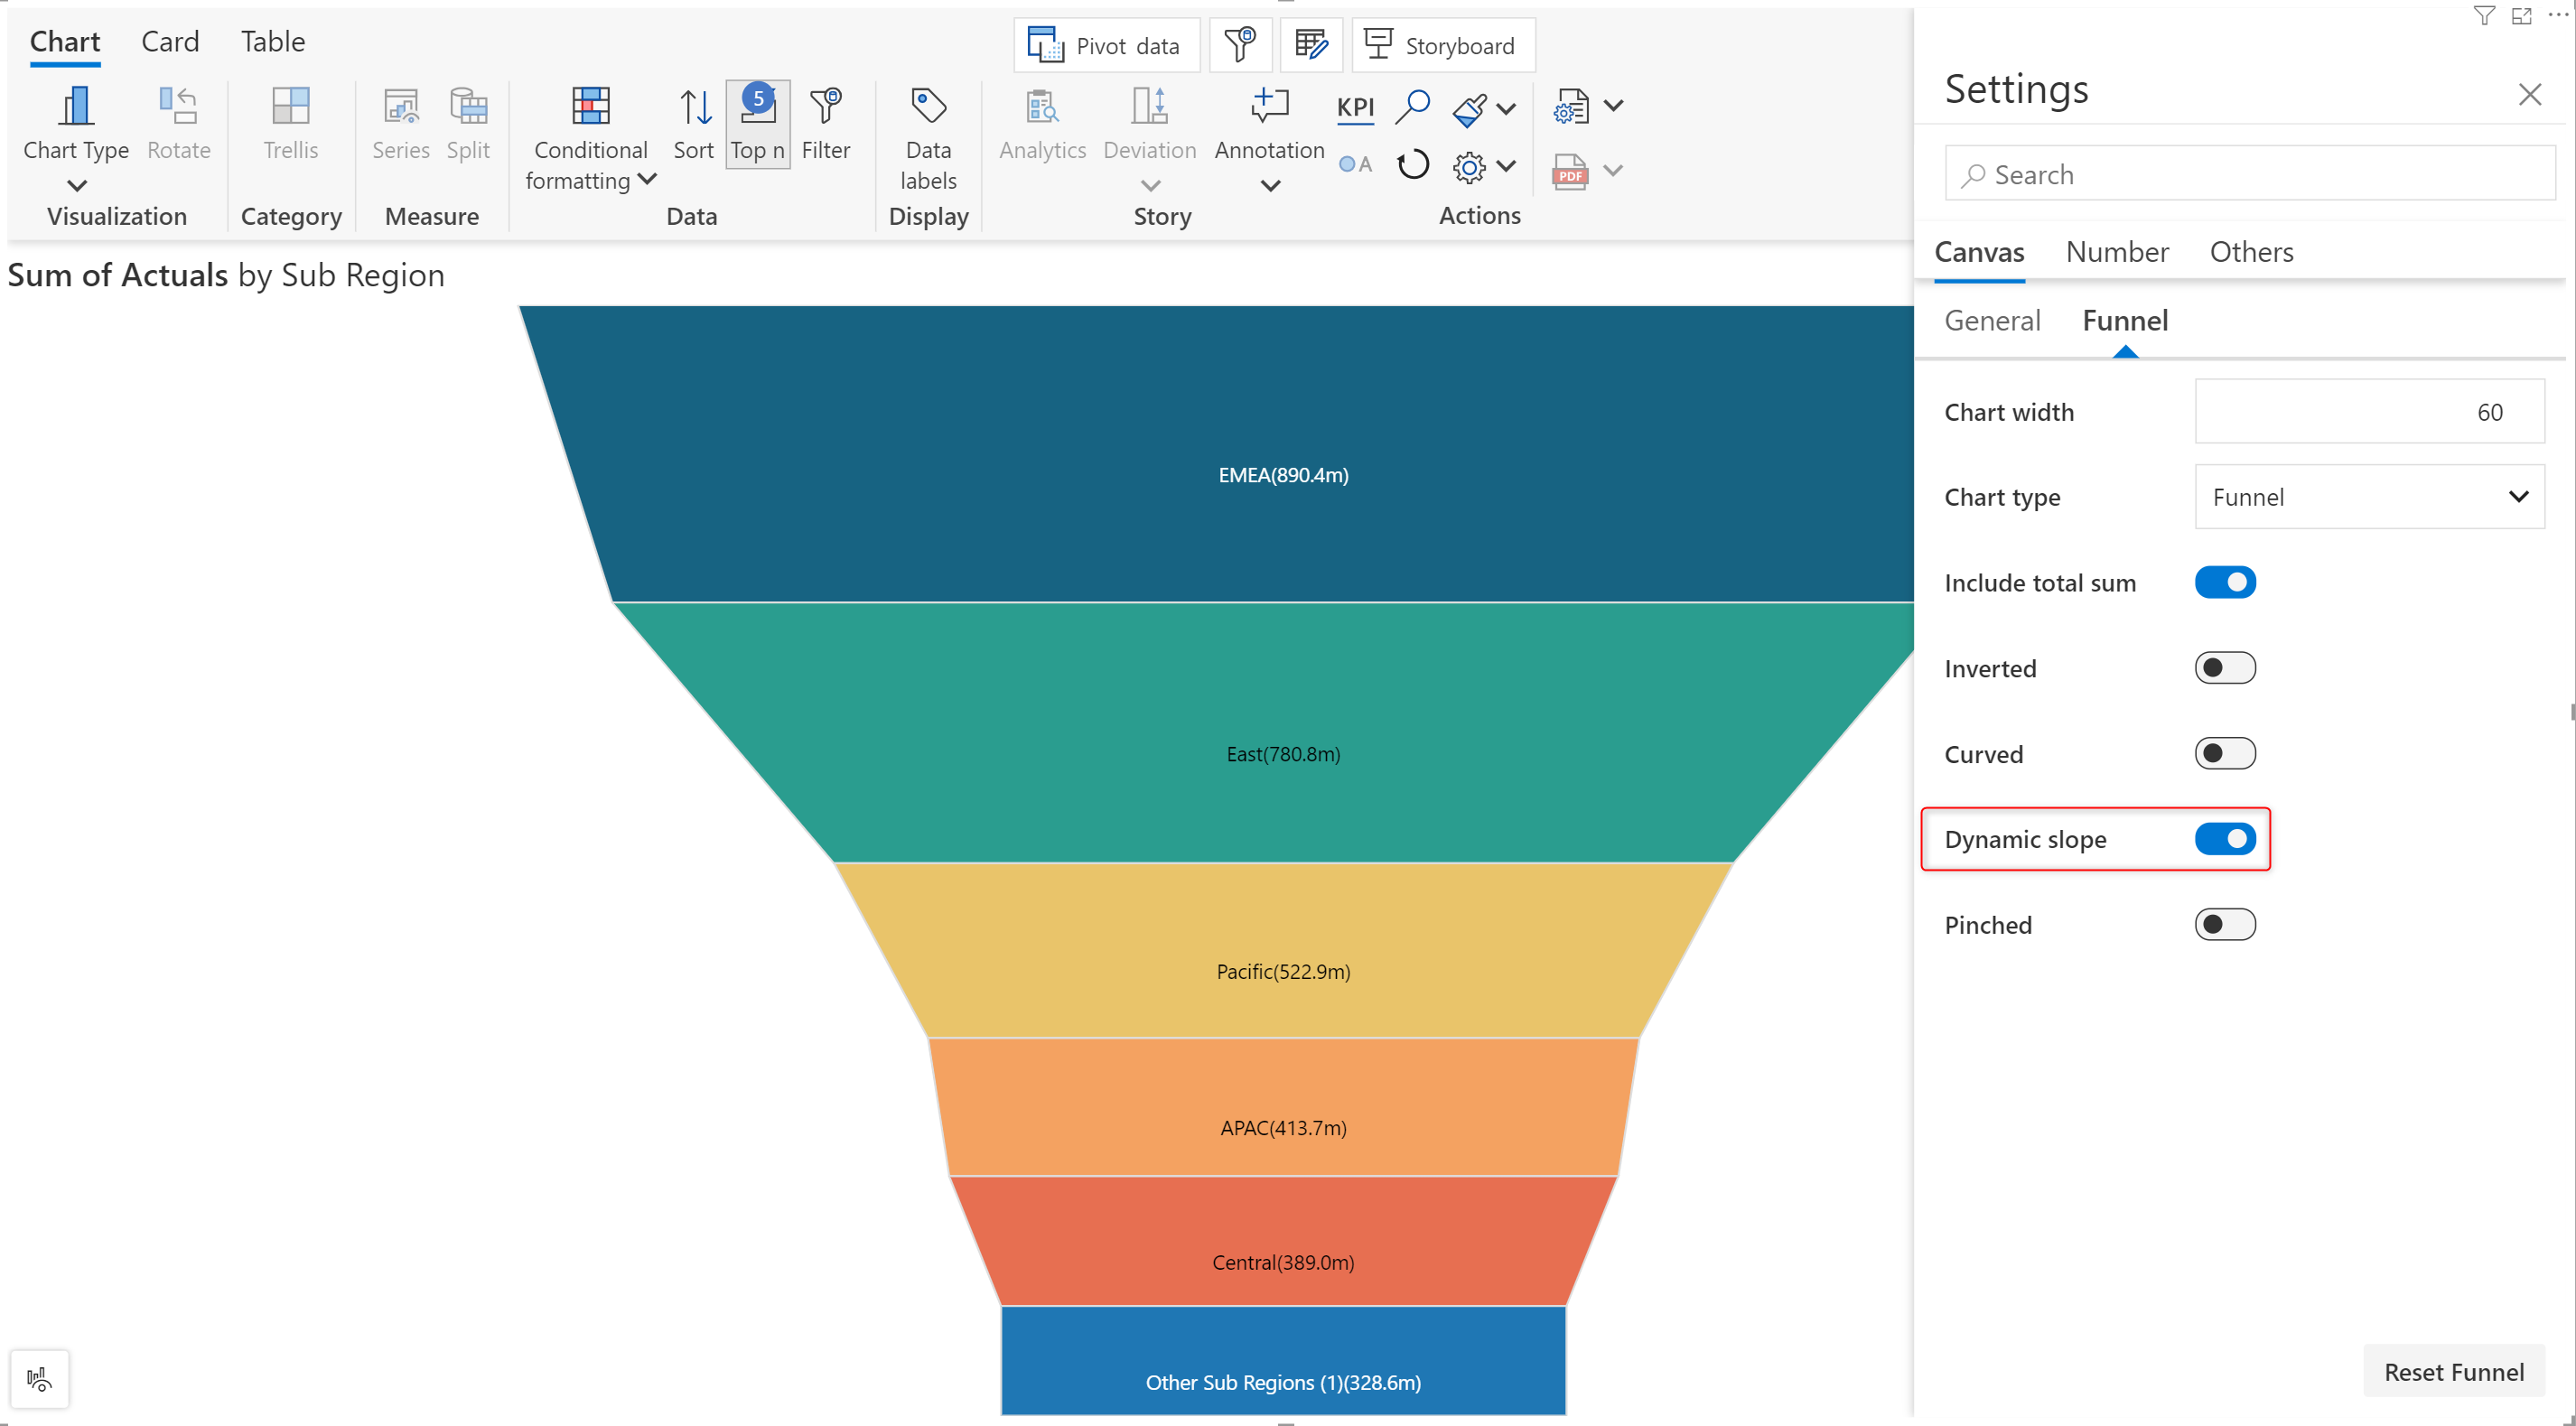 Chart Card Table
Pivot data
Storyboard
Chart Type
Rotate
Trellis
Series
Split
Conditional
formatting
Sort
5
Top n
Filter
Data
labels
Analytics
Deviation
Annotation
KPI
A
PDF
Visualization
Category
Measure
Data
Display
Story
Actions
Sum of Actuals by Sub Region
EMEA(890.4m)
East(780.8m)
Pacific(522.9m)
APAC(413.7m)
Central(389.0m)
Other Sub Regions (1)(328.6m)
Settings
Search
Canvas Number Others
General Funnel
Chart width 60
Chart type Funnel
Include total sum
Inverted
Curved
Dynamic slope
Pinched
Reset Funnel